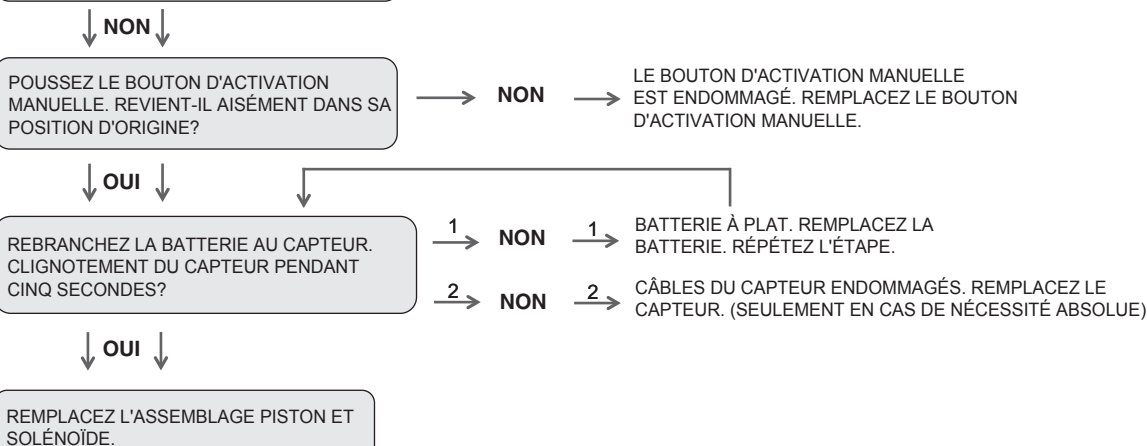 NON
POUSSEZ LE BOUTON D'ACTIVATION
MANUELLE. REVIENT-IL AISÉMENT DANS SA
POSITION D'ORIGINE?
NON
LE BOUTON D'ACTIVATION MANUELLE
EST ENDOMMAGÉ. REMPLACEZ LE BOUTON
D'ACTIVATION MANUELLE.
OUI
REBRANCHEZ LA BATTERIE AU CAPTEUR.
CLIGNOTEMENT DU CAPTEUR PENDANT
CINQ SECONDES?
1 NON 1
BATTERIE À PLAT. REMPLACEZ LA
BATTERIE. RÉPÉTEZ L'ÉTAPE.
2 NON 2
CÂBLES DU CAPTEUR ENDOMMAGÉS. REMPLACEZ LE
CAPTEUR. (SEULEMENT EN CAS DE NÉCESSITÉ ABSOLUE)
OUI
REMPLACEZ L'ASSEMBLAGE PISTON ET
SOLÉNOÏDE.